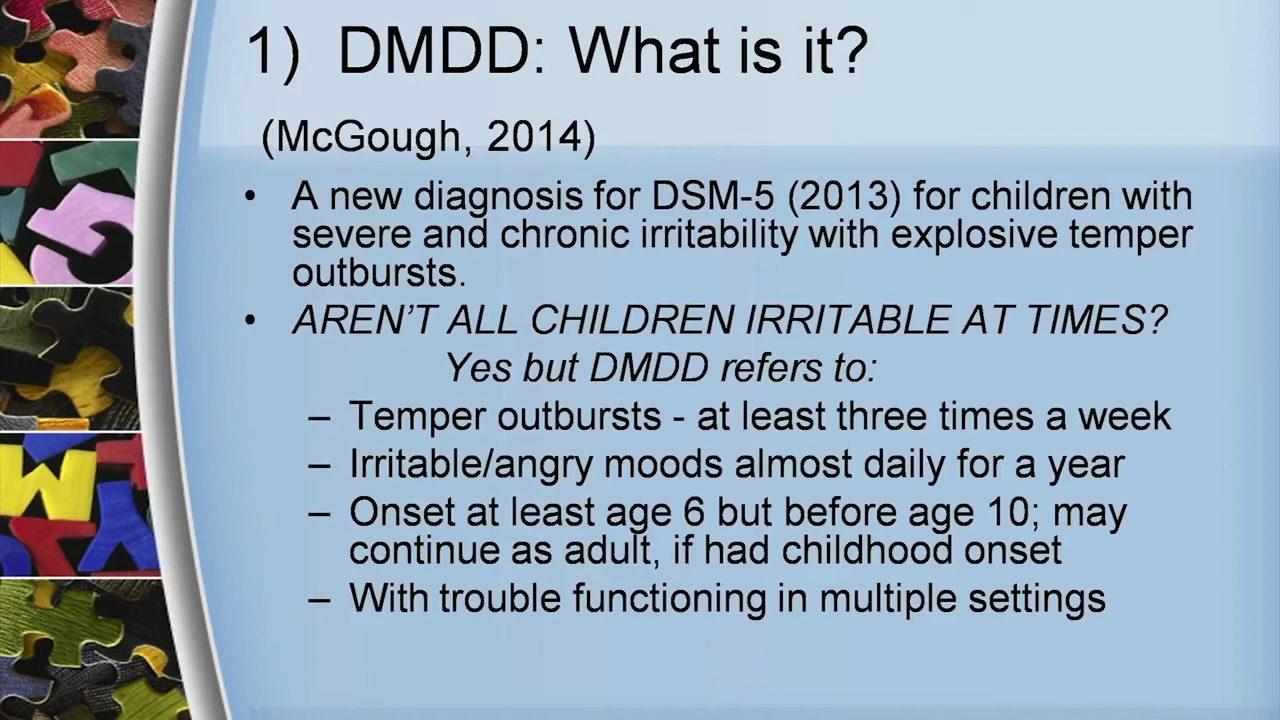 1) DMDD: What is it?
(McGough, 2014)
• A new diagnosis for DSM-5 (2013) for children with
severe and chronic irritability with explosive temper
outbursts.
• AREN'T ALL CHILDREN IRRITABLE AT TIMES?
Yes but DMDD refers to:
– Temper outbursts - at least three times a week
– Irritable/angry moods almost daily for a year
– Onset at least age 6 but before age 10; may
continue as adult, if had childhood onset
– With trouble functioning in multiple settings